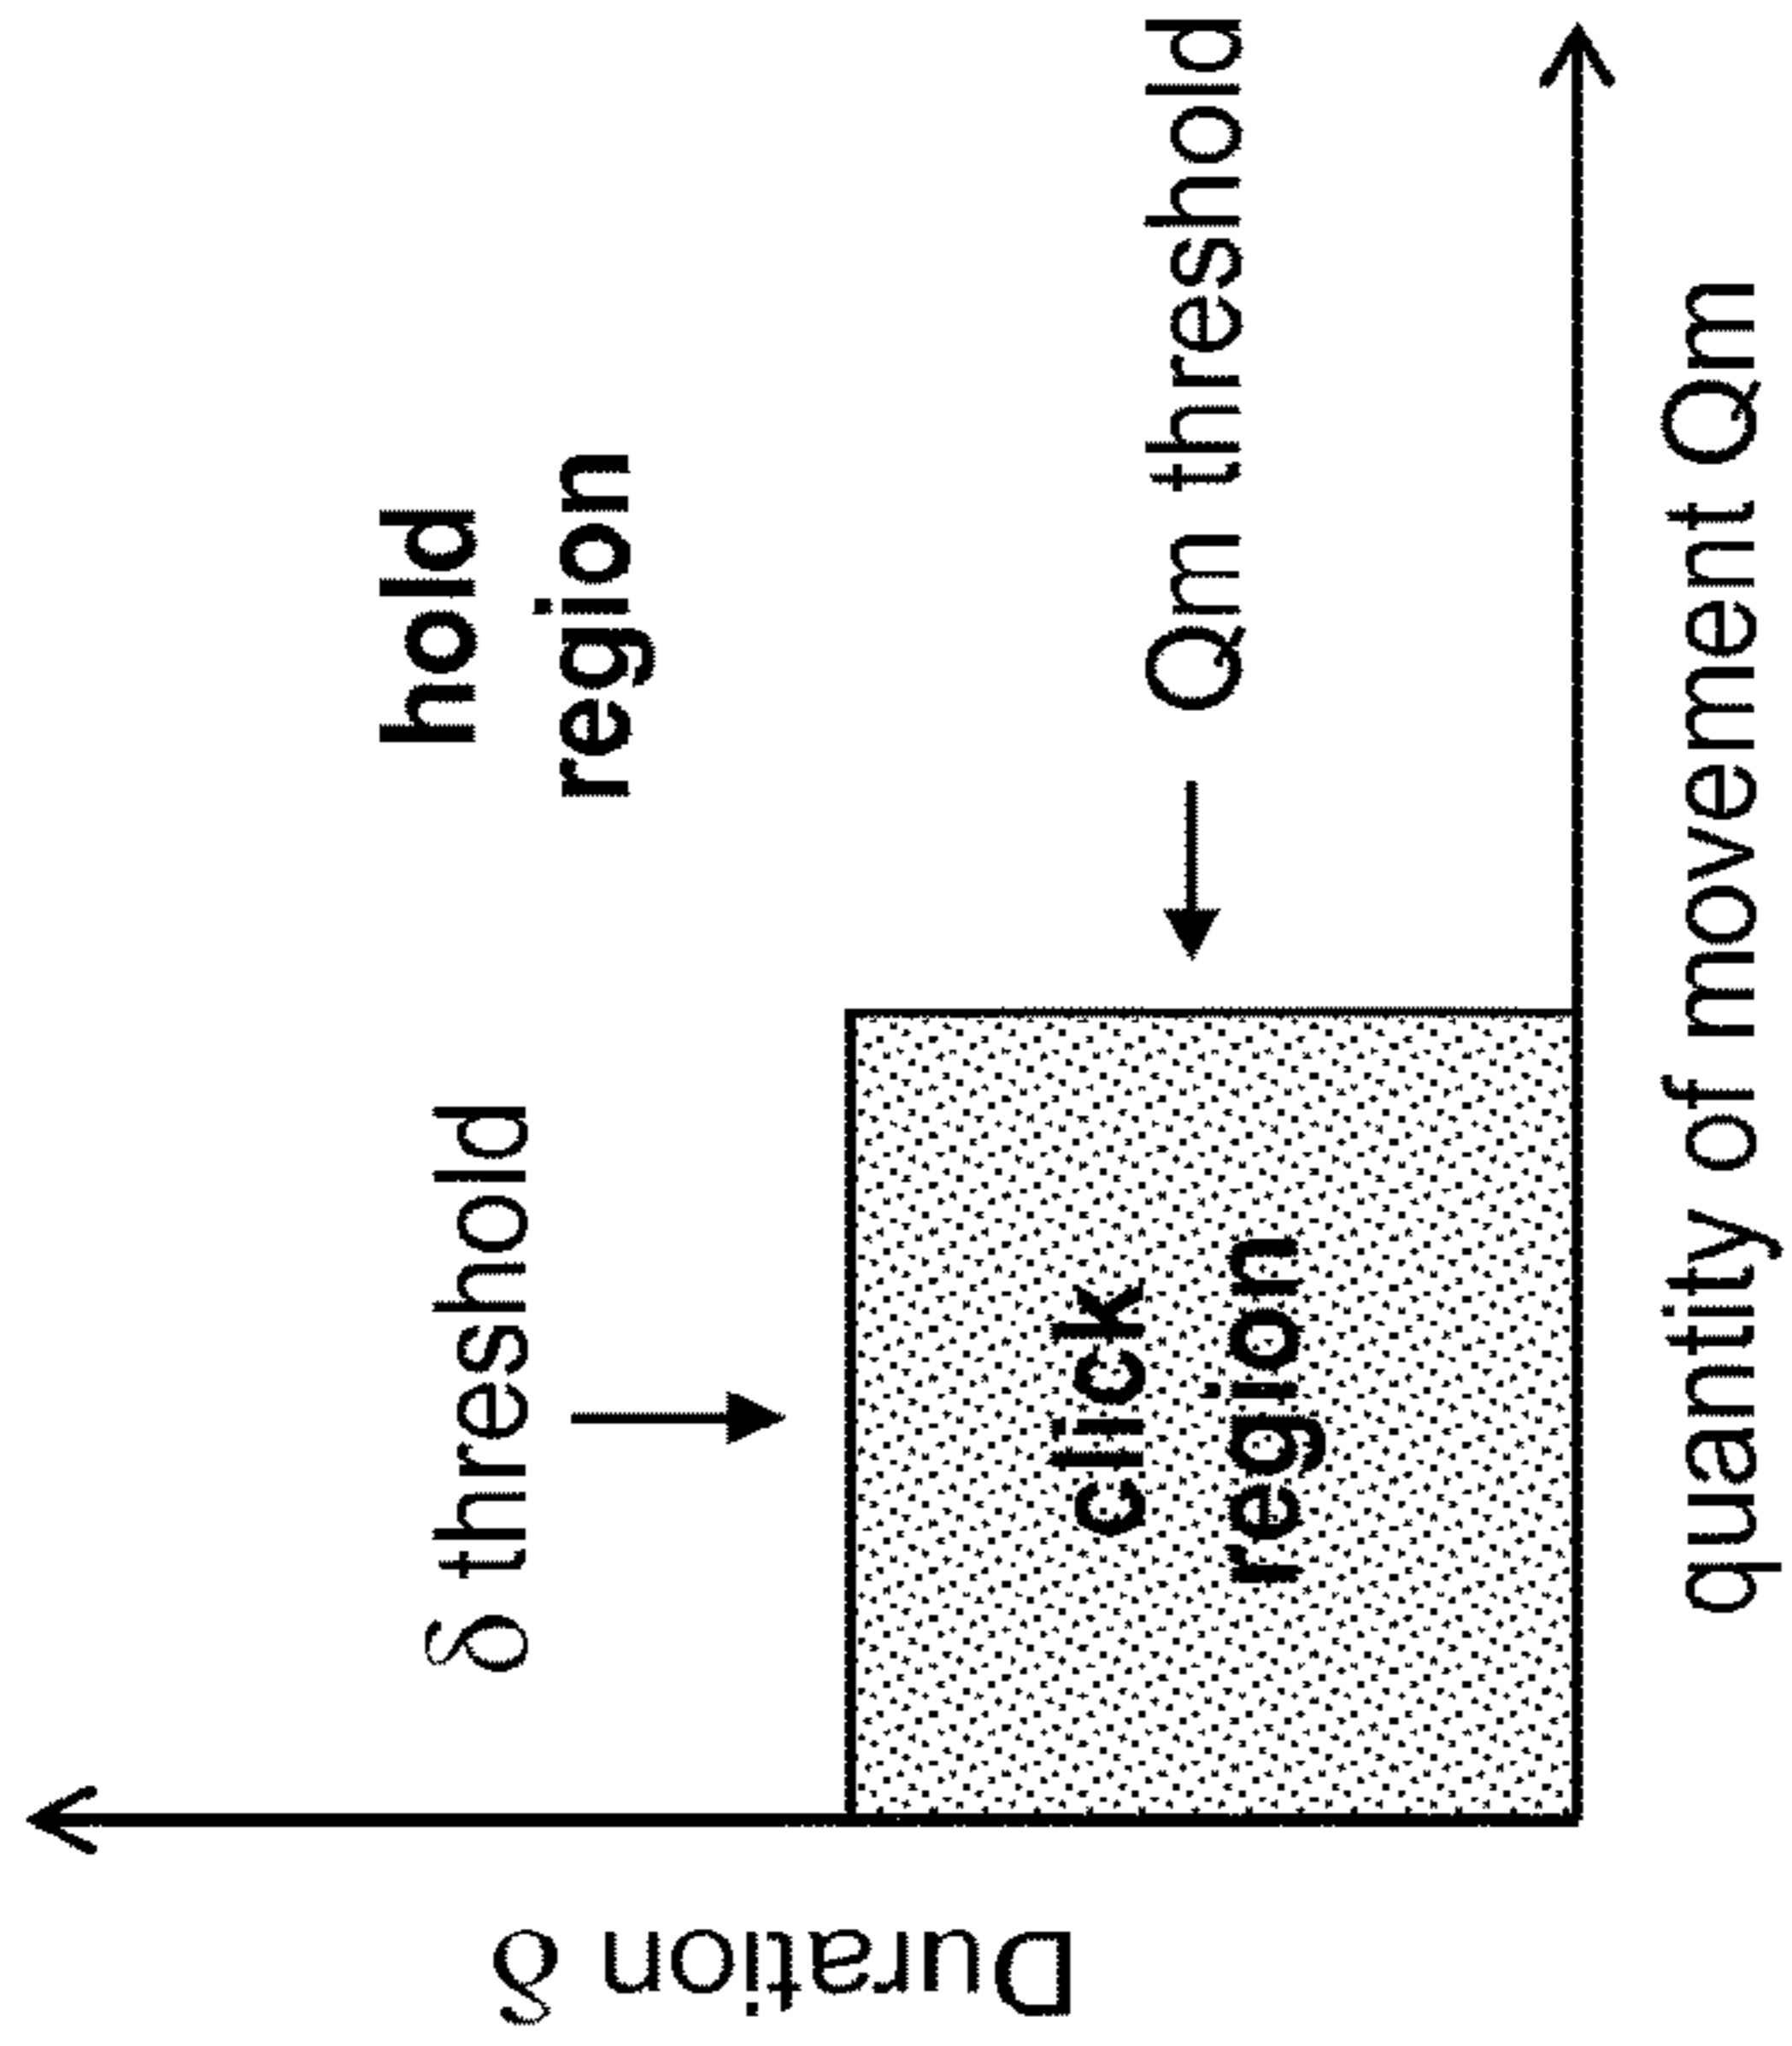 δ threshold
hold
region
Qm threshold
click
region
Duration δ
quantity of movement Qm